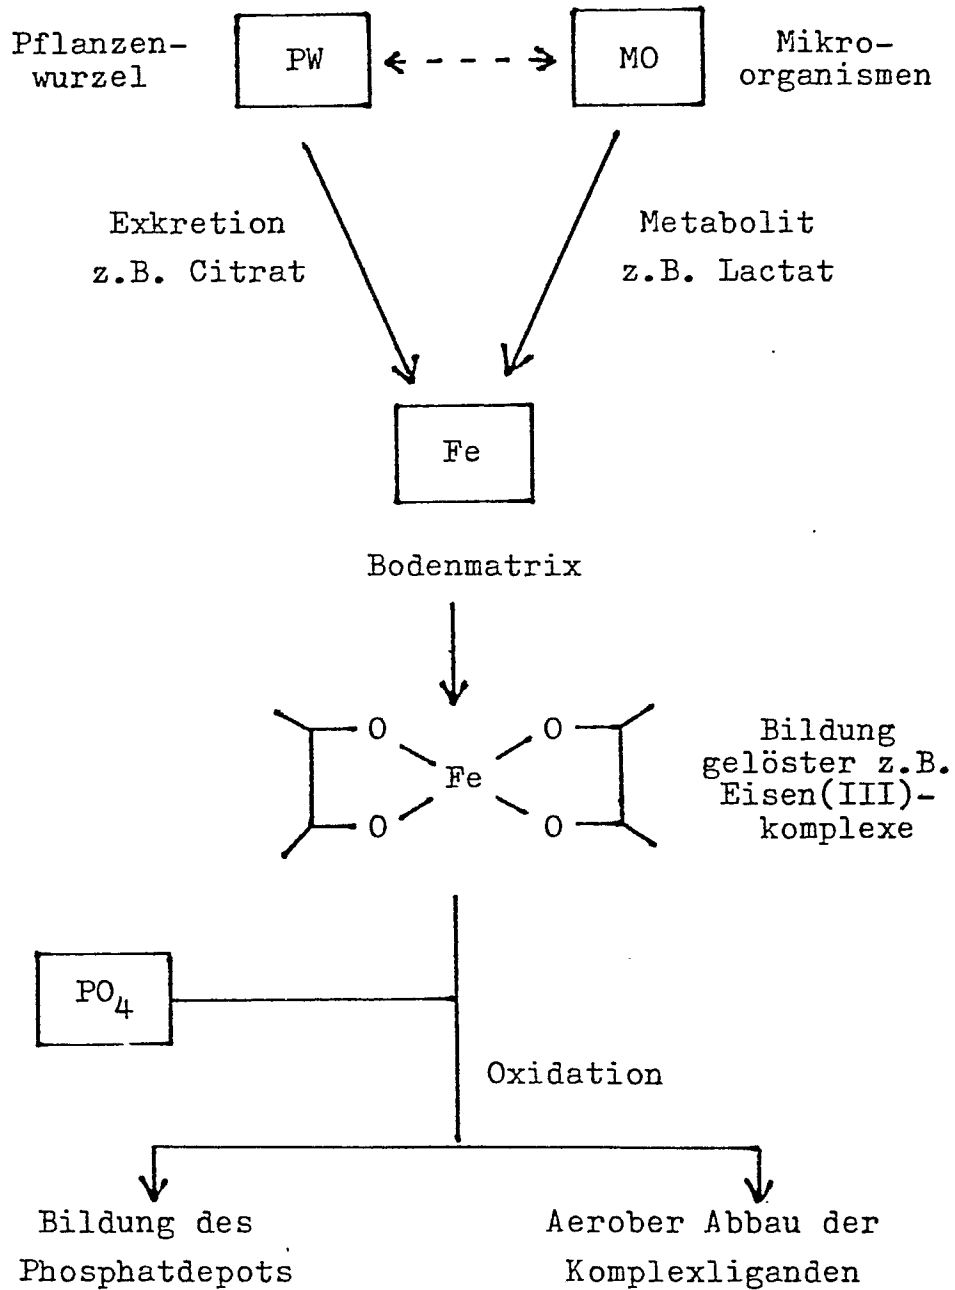 Pflanzen-
wurzel
PW
MO
Mikro-
organismen
Exkretion
z.B. Citrat
Metabolit
z.B. Lactat
Fe
Bodenmatrix
O
O
Fe
O
O
Bildung
gelöster z.B.
Eisen(III)-
komplexe
PO4
Oxidation
Bildung des
Phosphatdepots
Aerober Abbau der
Komplexliganden